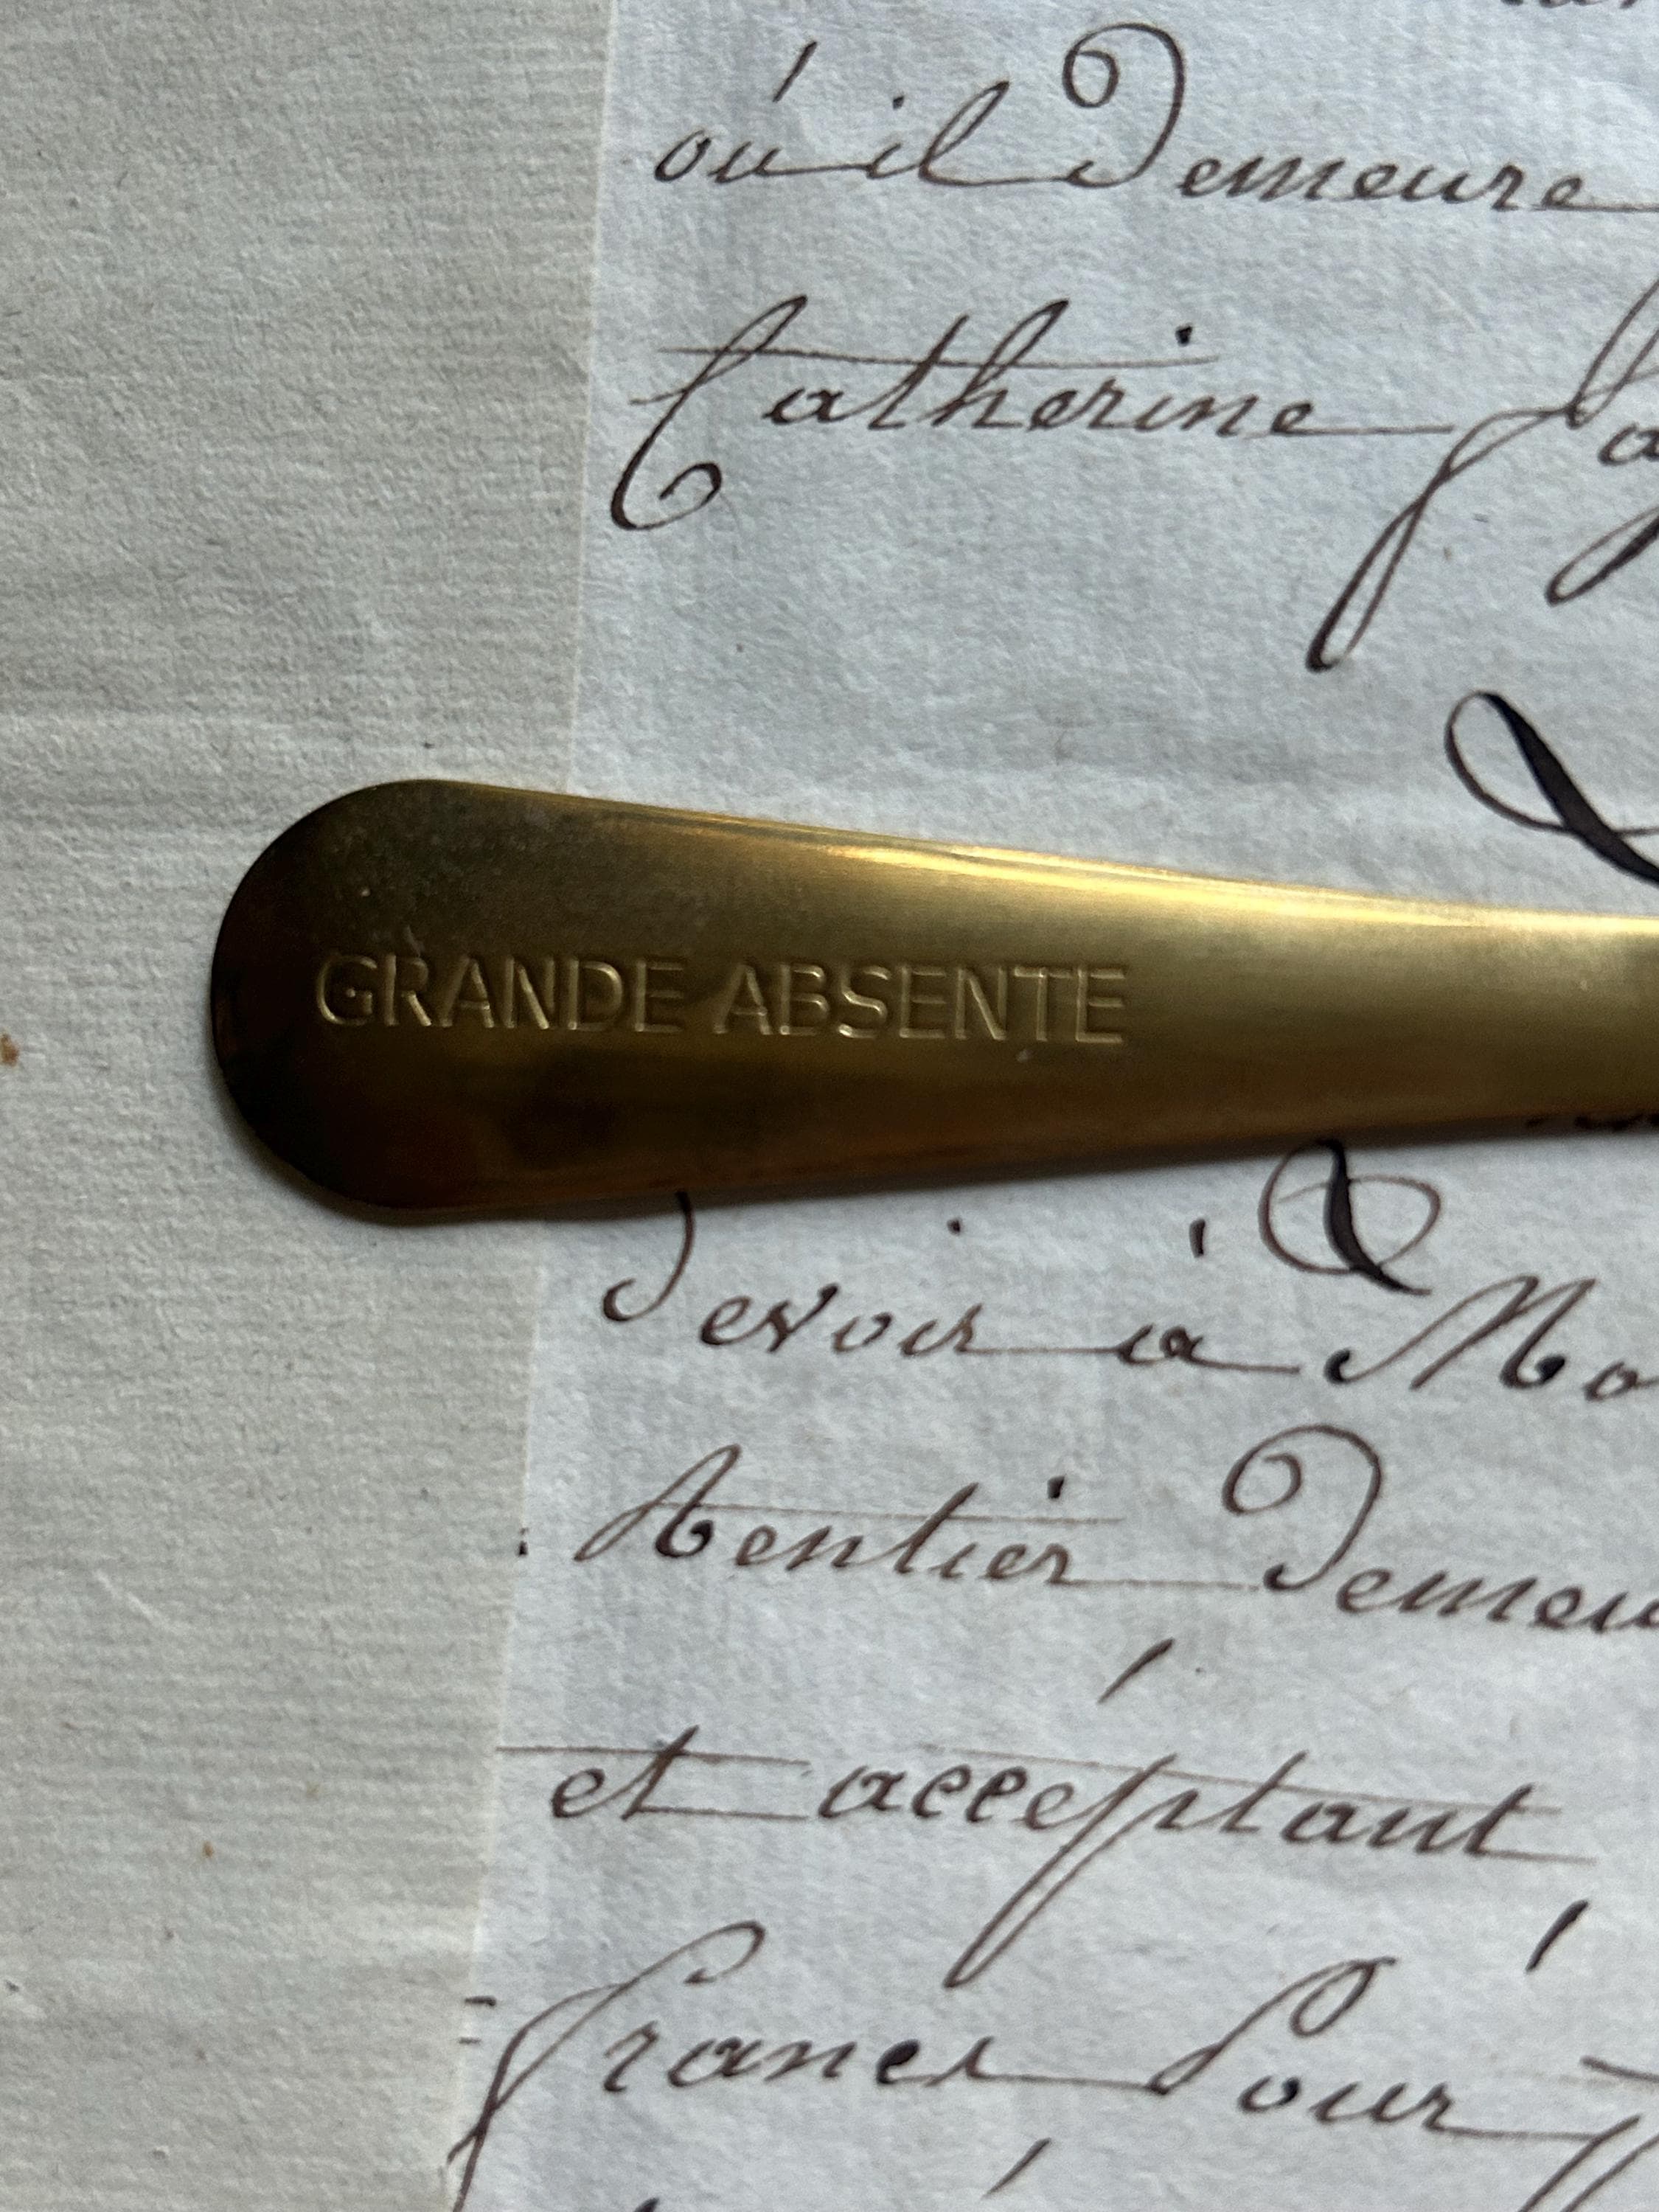 où il Demeure
Catherine
GRANDE ABSENTE
Devoir à Mo
Rentier Demeu
et acceptant
francs Pour